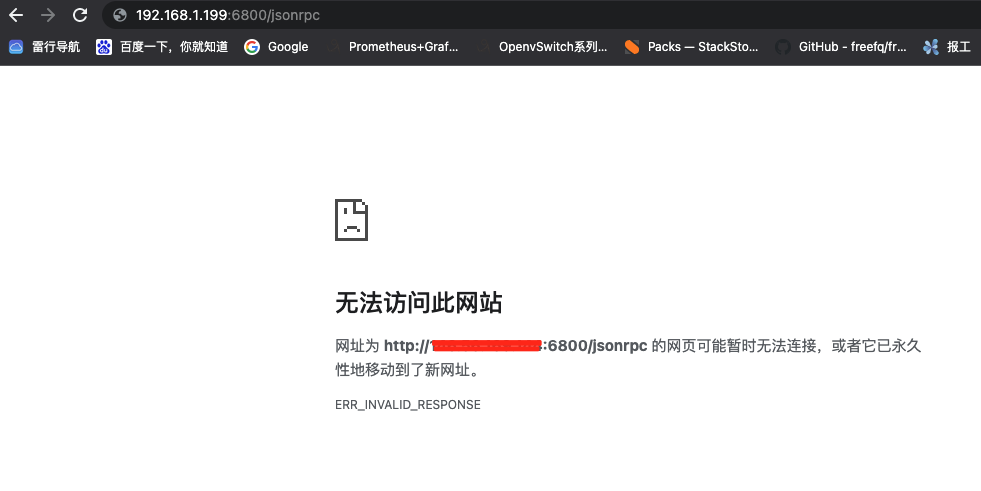 192.168.1.199:6800/jsonrpc
雷行导航 百度一下，你就知道 Google Prometheus+Graf... OpenvSwitch系列... Packs — StackSto... GitHub - freefq/fr... 报工
无法访问此网站
网址为 http://:6800/jsonrpc 的网页可能暂时无法连接，或者它已永久
性地移动到了新网址。
ERR_INVALID_RESPONSE